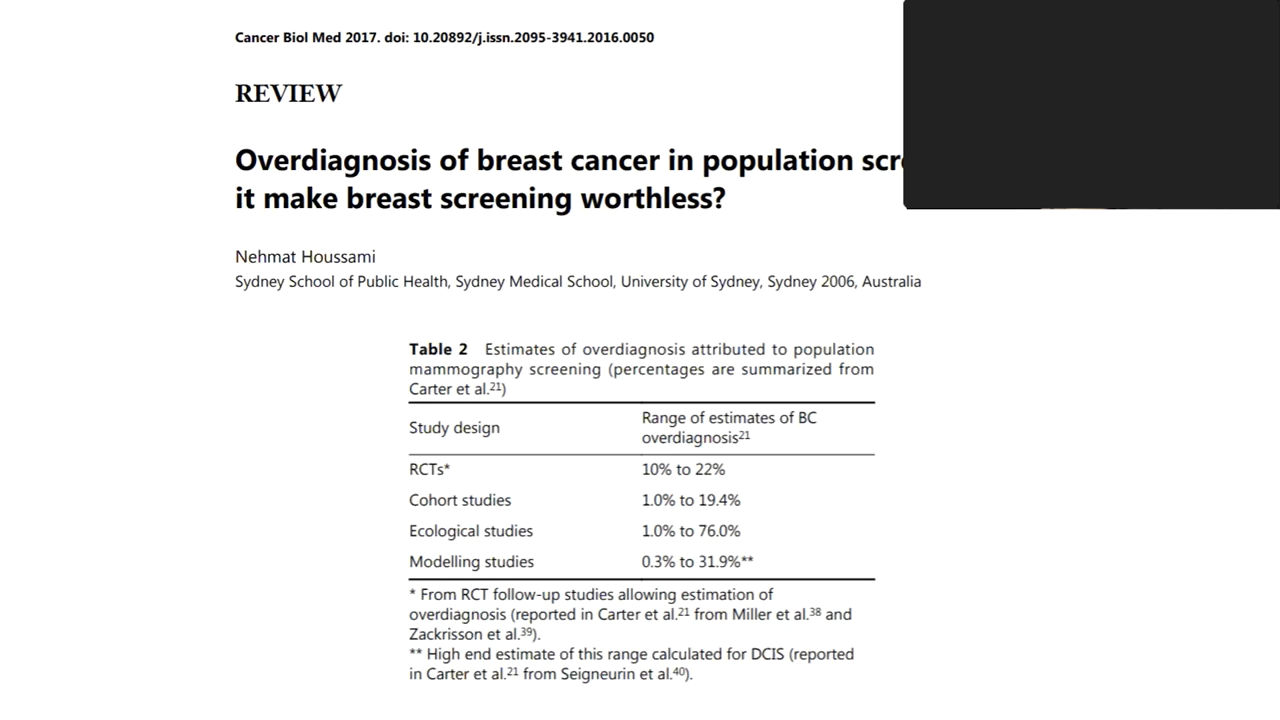 Cancer Biol Med 2017. doi: 10.20892/j.issn.2095-3941.2016.0050
REVIEW
Overdiagnosis of breast cancer in population
it make breast screening worthless?
Nehmat Houssami
Sydney School of Public Health, Sydney Medical School, University of Sydney, Sydney 2006, Australia
Table 2 Estimates of overdiagnosis attributed to population
mammography screening (percentages are summarized from
Carter et al.21)
Study design
Range of estimates of BC
overdiagnosis21
RCTs* 10% to 22%
Cohort studies 1.0% to 19.4%
Ecological studies 1.0% to 76.0%
Modelling studies 0.3% to 31.9%**
* From RCT follow-up studies allowing estimation of
overdiagnosis (reported in Carter et al.21 from Miller et al.38 and
Zackrisson et al.39).
** High end estimate of this range calculated for DCIS (reported
in Carter et al.21 from Seigneurin et al.40).